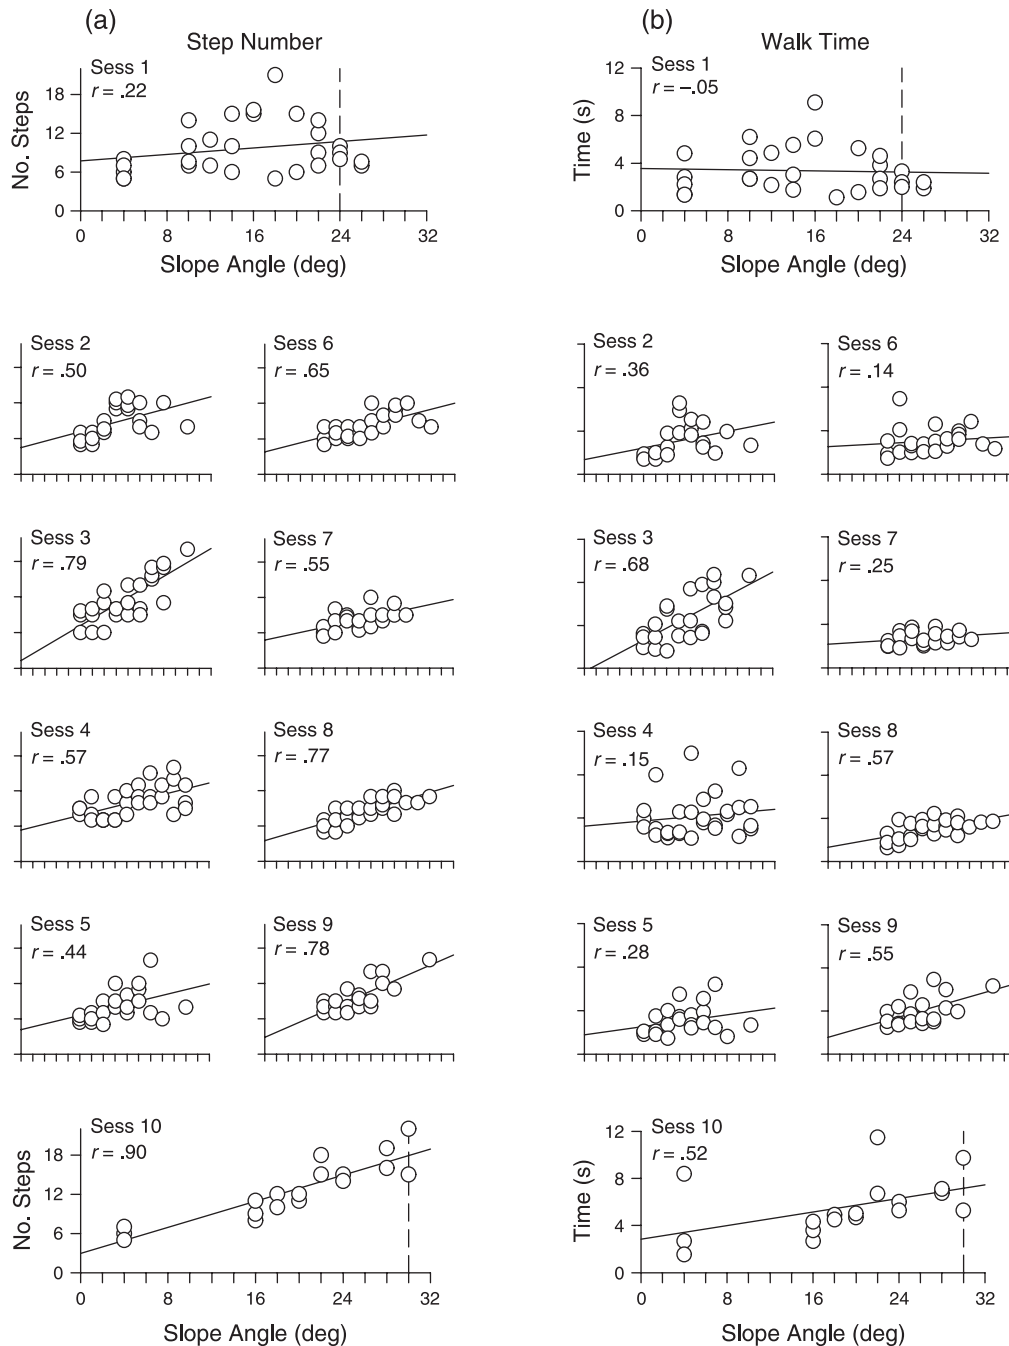 (a)
Step Number
Sess 1
r = .22
No. Steps
18
12
6
0
0 8 16 24 32
Slope Angle (deg)
Sess 2
r = .50
Sess 6
r = .65
Sess 3
r = .79
Sess 7
r = .55
Sess 4
r = .57
Sess 8
r = .77
Sess 5
r = .44
Sess 9
r = .78
Sess 10
r = .90
No. Steps
18
12
6
0
0 8 16 24 32
Slope Angle (deg)
(b)
Walk Time
Sess 1
r = −.05
Time (s)
12
8
4
0
0 8 16 24 32
Slope Angle (deg)
Sess 2
r = .36
Sess 6
r = .14
Sess 3
r = .68
Sess 7
r = .25
Sess 4
r = .15
Sess 8
r = .57
Sess 5
r = .28
Sess 9
r = .55
Sess 10
r = .52
Time (s)
12
8
4
0
0 8 16 24 32
Slope Angle (deg)